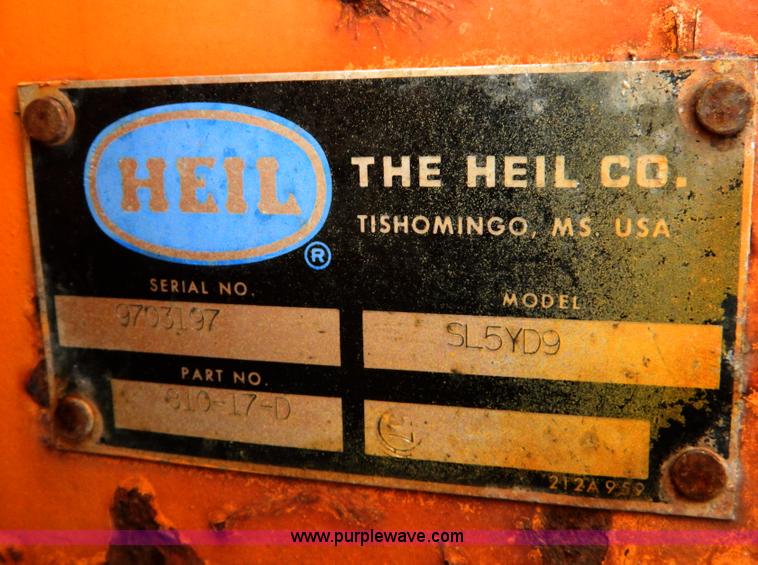 HEIL
®
THE HEIL CO.
TISHOMINGO, MS. USA
SERIAL NO.
9703197
MODEL
SL5YD9
PART NO.
810-17-D
212A959
www.purplewave.com